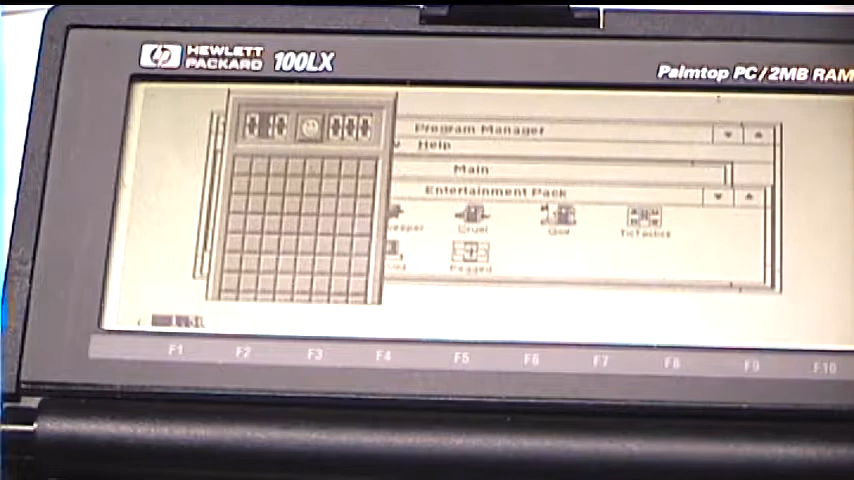 hp HEWLETT PACKARD 100LX
Palmtop PC/2MB RAM
Program Manager
Help
Main
Entertainment Pack
Cruel
TicTactics
Pegged
F1 F2 F3 F4 F5 F6 F7 F8 F9 F10